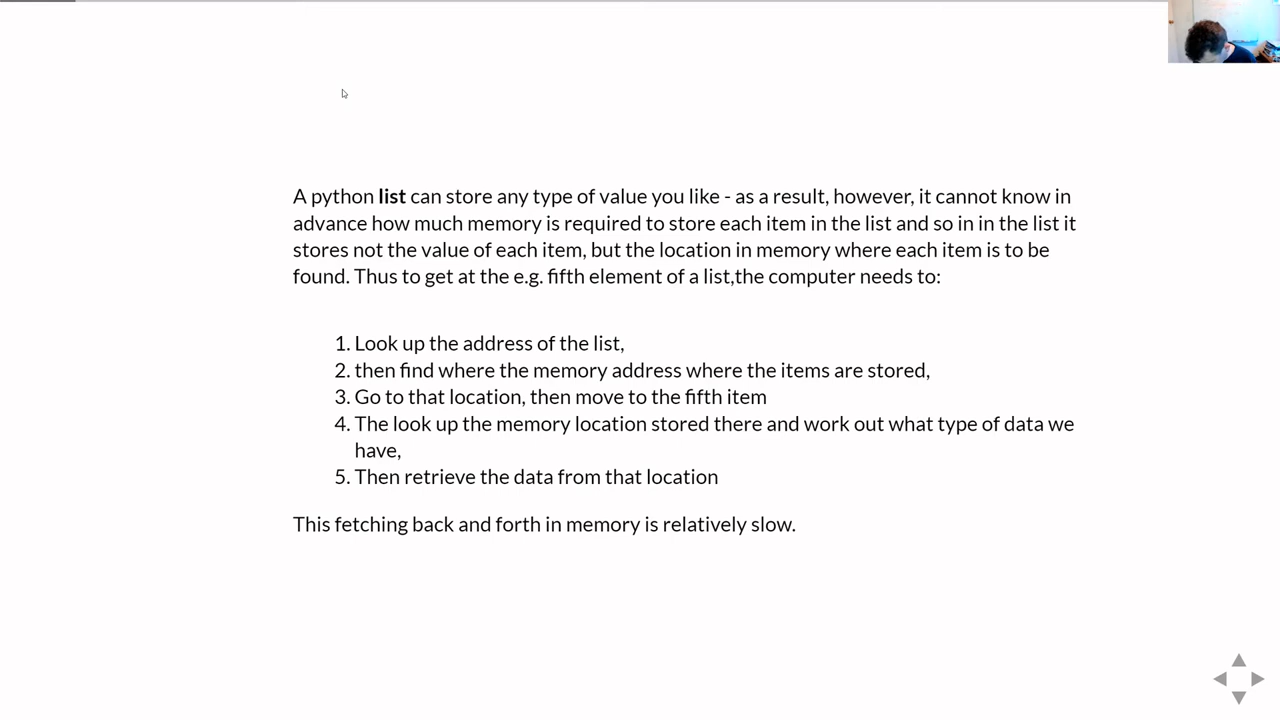 A python list can store any type of value you like - as a result, however, it cannot know in
advance how much memory is required to store each item in the list and so in in the list it
stores not the value of each item, but the location in memory where each item is to be
found. Thus to get at the e.g. fifth element of a list,the computer needs to:
1. Look up the address of the list,
2. then find where the memory address where the items are stored,
3. Go to that location, then move to the fifth item
4. The look up the memory location stored there and work out what type of data we
have,
5. Then retrieve the data from that location
This fetching back and forth in memory is relatively slow.